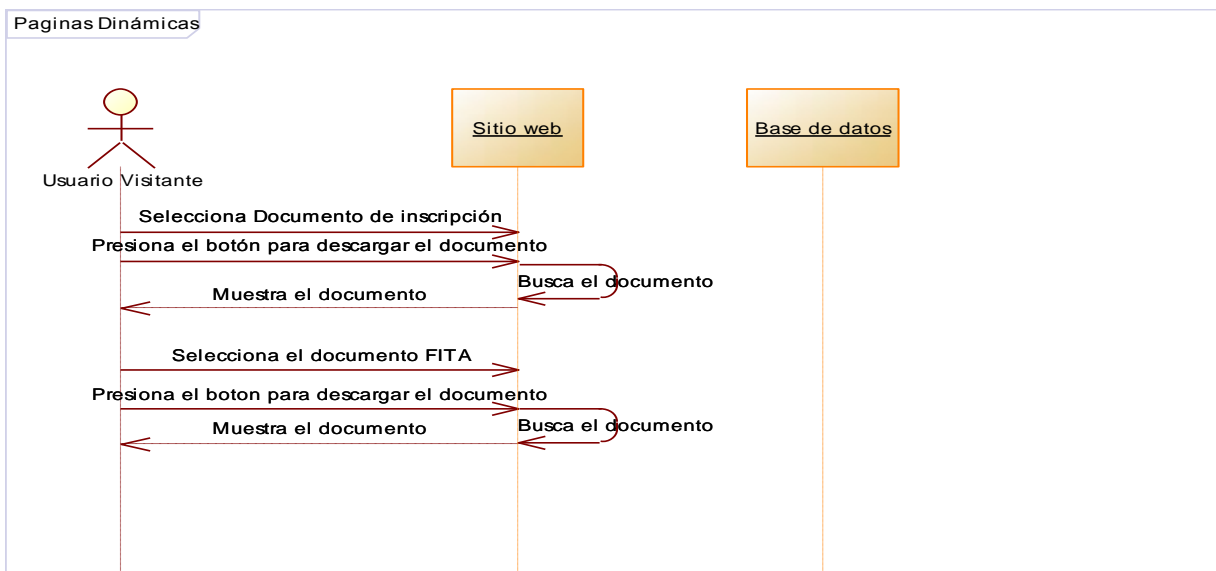 Paginas Dinámicas
Sitio web
Base de datos
Usuario Visitante
Selecciona Documento de inscripción
Presiona el botón para descargar el documento
Busca el documento
Muestra el documento
Selecciona el documento FITA
Presiona el boton para descargar el documento
Busca el documento
Muestra el documento